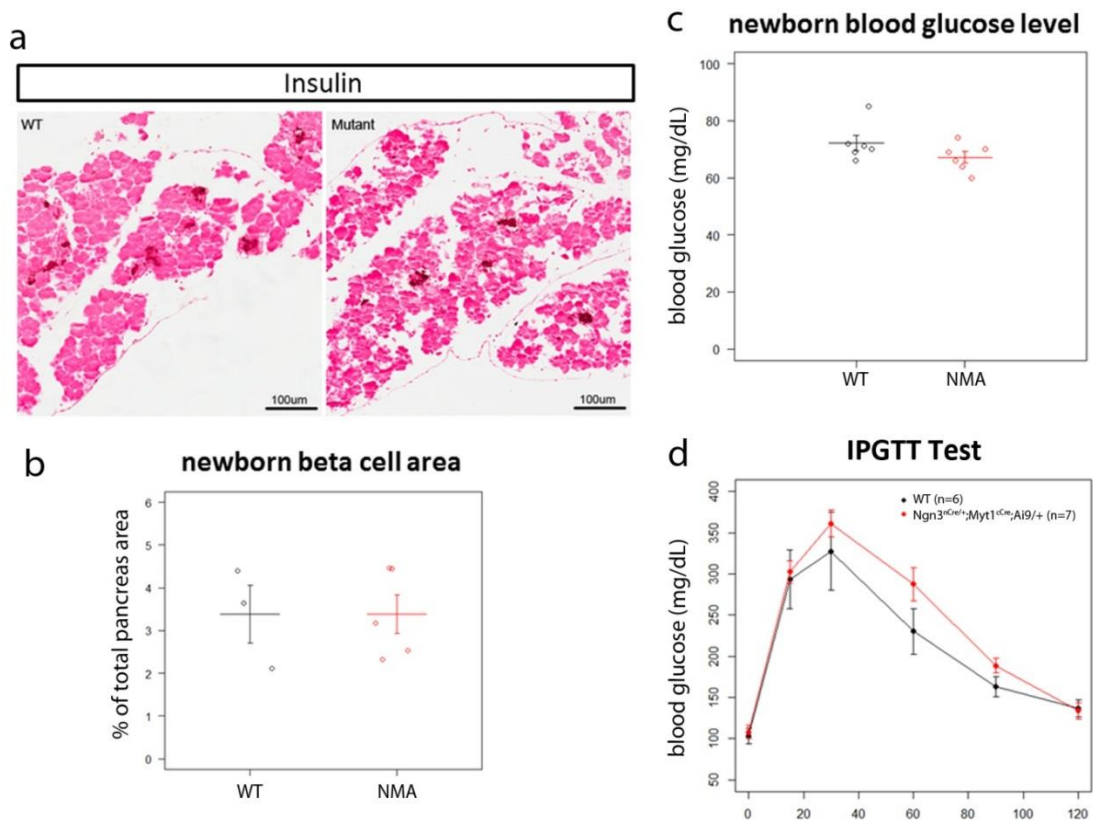 a
Insulin
WT
Mutant
100um
100um
b
newborn beta cell area
% of total pancreas area
6
5
4
3
2
1
0
WT
NMA
c
newborn blood glucose level
blood glucose (mg/dL)
100
80
60
40
20
0
WT
NMA
d
IPGTT Test
blood glucose (mg/dL)
400
350
300
250
200
150
100
50
WT (n=6)
Ngn3nCre/+;Myt1cCre;Ai9/+ (n=7)
0
20
40
60
80
100
120